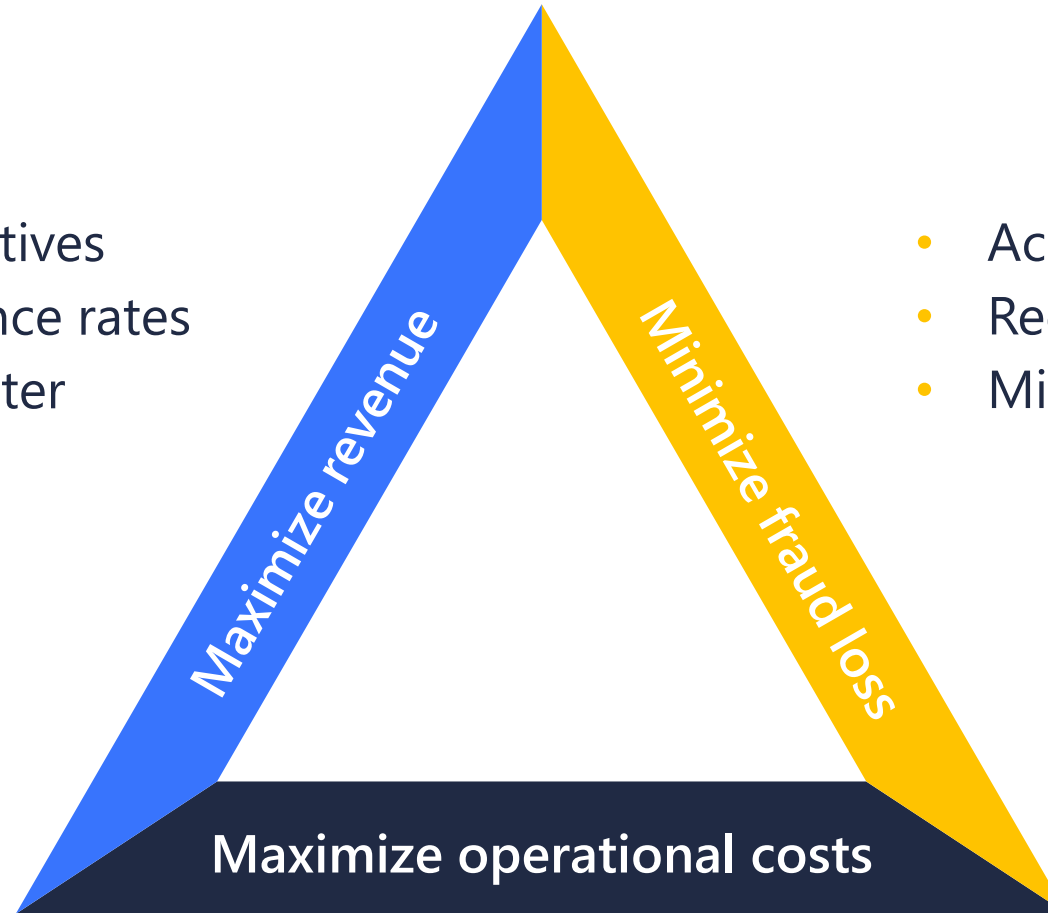 tives
nce rates
ter
Maximize revenue
Minimize fraud loss
• Ac
• Re
• Mi
Maximize operational costs